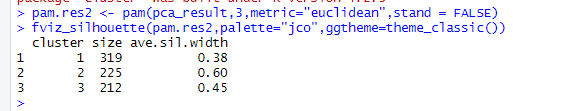 > pam.res2 <- pam(pca_result,3,metric="euclidean",stand = FALSE)
> fviz_silhouette(pam.res2,palette="jco",ggtheme=theme_classic())
  cluster size ave.sil.width
1       1  319          0.38
2       2  225          0.60
3       3  212          0.45
>